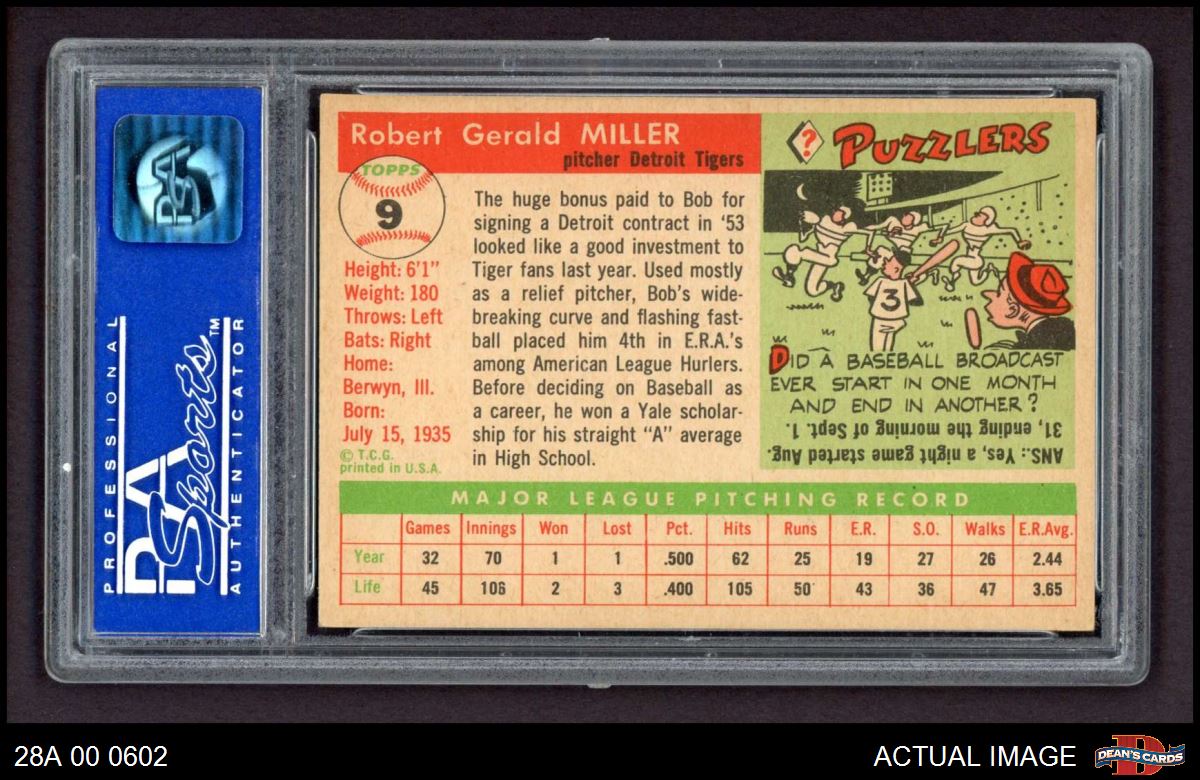 PROFESSIONAL
PSA
Sports™
AUTHENTICATOR
PSA
Robert Gerald MILLER
pitcher Detroit Tigers
TOPPS
9
Height: 6'1"
Weight: 180
Throws: Left
Bats: Right
Home:
Berwyn, Ill.
Born:
July 15, 1935
© T.C.G.
printed in U.S.A.
The huge bonus paid to Bob for
signing a Detroit contract in '53
looked like a good investment to
Tiger fans last year. Used mostly
as a relief pitcher, Bob's wide-
breaking curve and flashing fast-
ball placed him 4th in E.R.A.'s
among American League Hurlers.
Before deciding on Baseball as
a career, he won a Yale scholar-
ship for his straight "A" average
in High School.
? PUZZLERS
3
DID A BASEBALL BROADCAST
EVER START IN ONE MONTH
AND END IN ANOTHER?
ANS.: Yes, a night game started Aug.
31, ending the morning of Sept. 1.
MAJOR LEAGUE PITCHING RECORD
Games Innings Won Lost Pct. Hits Runs E.R. S.O. Walks E.R.Avg.
Year 32 70 1 1 .500 62 25 19 27 26 2.44
Life 45 106 2 3 .400 105 50 43 36 47 3.65
28A 00 0602
ACTUAL IMAGE
DEAN'S CARDS